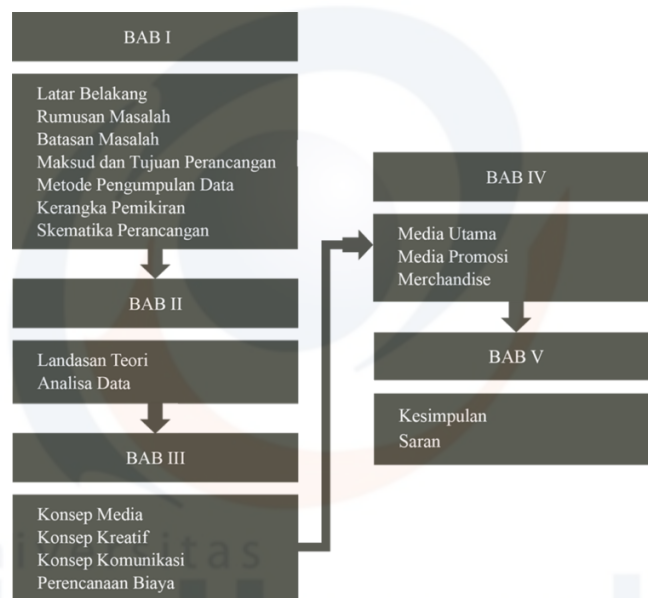 BAB I
Latar Belakang
Rumusan Masalah
Batasan Masalah
Maksud dan Tujuan Perancangan
Metode Pengumpulan Data
Kerangka Pemikiran
Skematika Perancangan
BAB II
Landasan Teori
Analisa Data
BAB III
Konsep Media
Konsep Kreatif
Konsep Komunikasi
Perencanaan Biaya
BAB IV
Media Utama
Media Promosi
Merchandise
BAB V
Kesimpulan
Saran